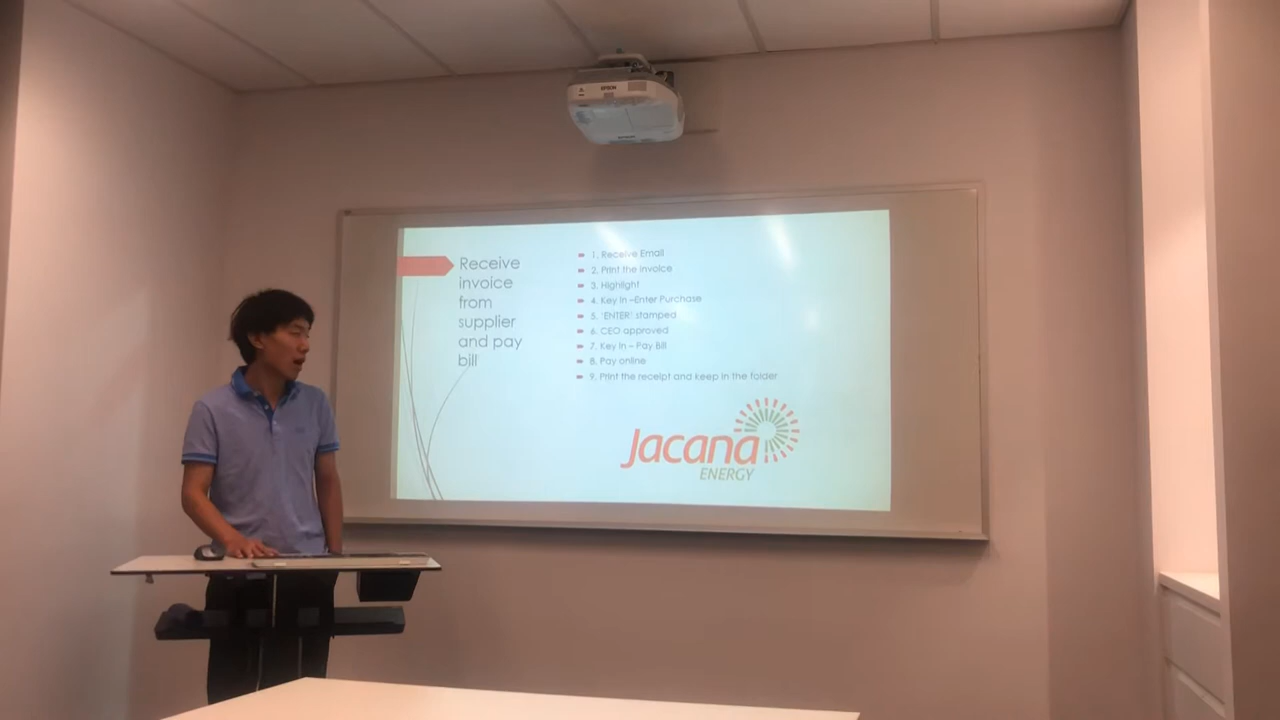 EPSON
Receive
invoice
from
supplier
and pay
bill
1. Receive Email
2. Print the invoice
3. Highlight
4. Key in –Enter Purchase
5. 'ENTER' stamped
6. CEO approved
7. Key in – Pay Bill
8. Pay online
9. Print the receipt and keep in the folder
Jacana
ENERGY